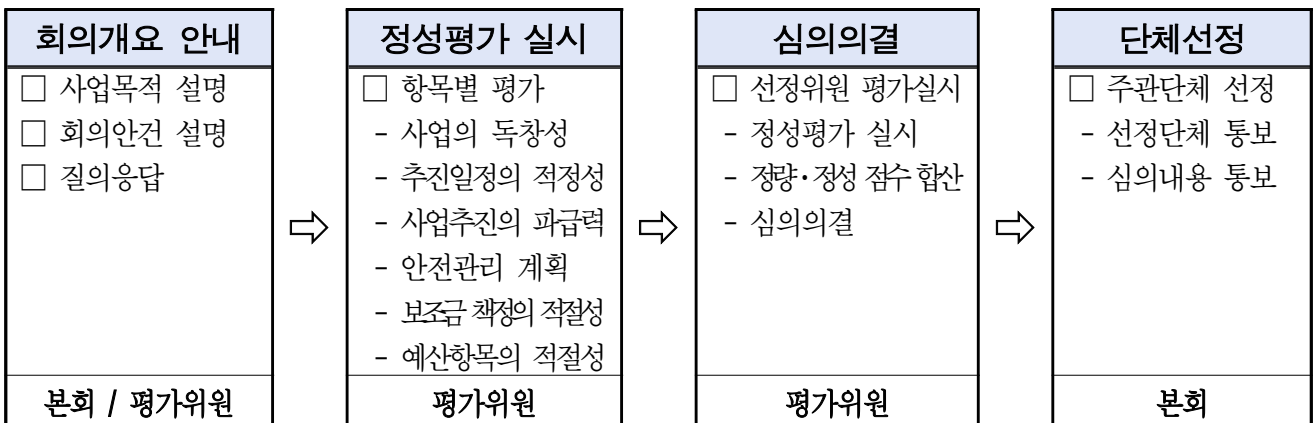 회의개요 안내
□ 사업목적 설명
□ 회의안건 설명
□ 질의응답
본회 / 평가위원
⇨
정성평가 실시
□ 항목별 평가
- 사업의 독창성
- 추진일정의 적정성
- 사업추진의 파급력
- 안전관리 계획
- 보조금 책정의 적절성
- 예산항목의 적절성
평가위원
⇨
심의의결
□ 선정위원 평가실시
- 정성평가 실시
- 정량·정성 점수 합산
- 심의의결
평가위원
⇨
단체선정
□ 주관단체 선정
- 선정단체 통보
- 심의내용 통보
본회